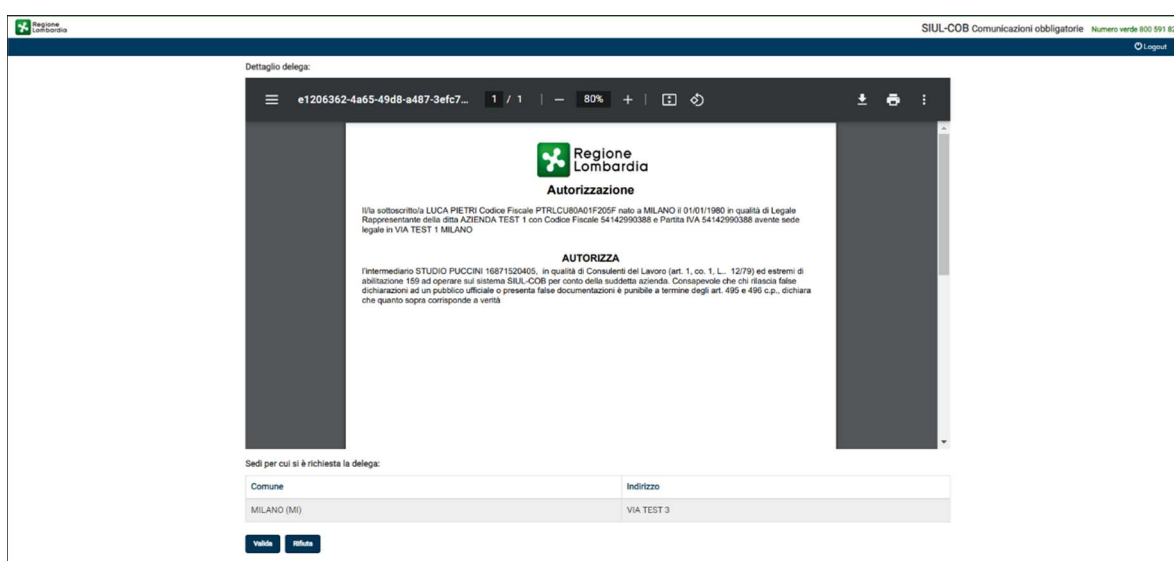 Regione
Lombardia
SIUL-COB Comunicazioni obbligatorie Numero verde 800 591 82
Logout
Dettaglio delega:
e1206362-4a65-49d8-a487-3efc7... 1 / 1 | − 80% + |
Regione
Lombardia
Autorizzazione
Il/la sottoscritto/a LUCA PIETRI Codice Fiscale PTRLCU80A01F205F nato a MILANO il 01/01/1980 in qualità di Legale
Rappresentante della ditta AZIENDA TEST 1 con Codice Fiscale 54142990388 e Partita IVA 54142990388 avente sede
legale in VIA TEST 1 MILANO
AUTORIZZA
l'intermediario STUDIO PUCCINI 16871520405, in qualità di Consulenti del Lavoro (art. 1, co. 1, L.. 12/79) ed estremi di
abilitazione 159 ad operare sul sistema SIUL-COB per conto della suddetta azienda. Consapevole che chi rilascia false
dichiarazioni ad un pubblico ufficiale o presenta false documentazioni è punibile a termine degli art. 495 e 496 c.p., dichiara
che quanto sopra corrisponde a verità
Sedi per cui si è richiesta la delega:
Comune Indirizzo
MILANO (MI) VIA TEST 3
Valida Rifiuta